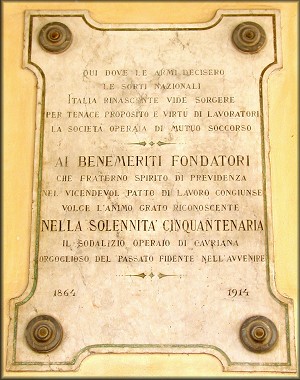 QUI DOVE LE ARMI DECISERO
LE SORTI NAZIONALI
ITALIA RINASCENTE VIDE SORGERE
PER TENACE PROPOSITO E VIRTU DI LAVORATORI
LA SOCIETÀ OPERAIA DI MUTUO SOCCORSO
AI BENEMERITI FONDATORI
CHE FRATERNO SPIRITO DI PREVIDENZA
NEL VICENDEVOL PATTO DI LAVORO CONGIUNSE
VOLGE L'ANIMO GRATO RICONOSCENTE
NELLA SOLENNITA' CINQUANTENARIA
IL SODALIZIO OPERAIO DI CAVRIANA
ORGOGLIOSO DEL PASSATO FIDENTE NELL'AVVENIRE
1864 1914